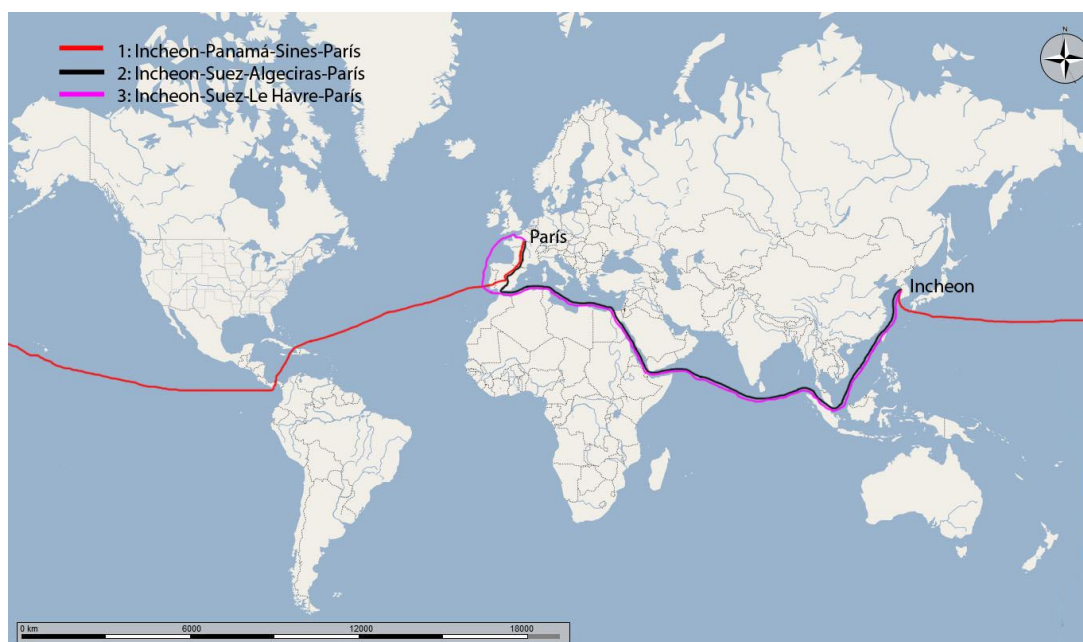 1: Incheon-Panamá-Sines-París
2: Incheon-Suez-Algeciras-París
3: Incheon-Suez-Le Havre-París
N
París
Incheon
0 km 6000 12000 18000